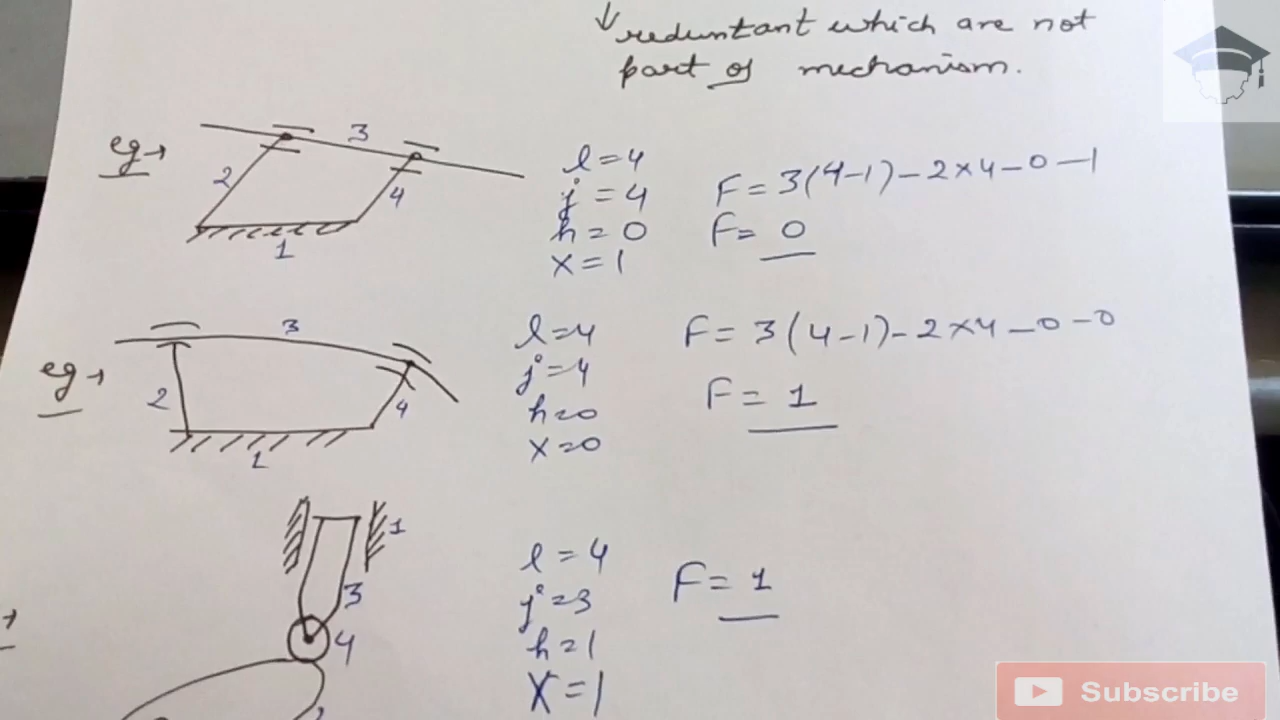 ↓ reduntant which are not
part of mechanism.
eg→
3
2
4
1
l=4
j=4
h=0
x=1
F=3(4-1)-2×4-0-1
F=0
eg→
3
2
4
1
l=4
j=4
h=0
x=0
F=3(4-1)-2×4-0-0
F=1
1
3
4
l=4
j=3
h=1
X=1
F=1
Subscribe